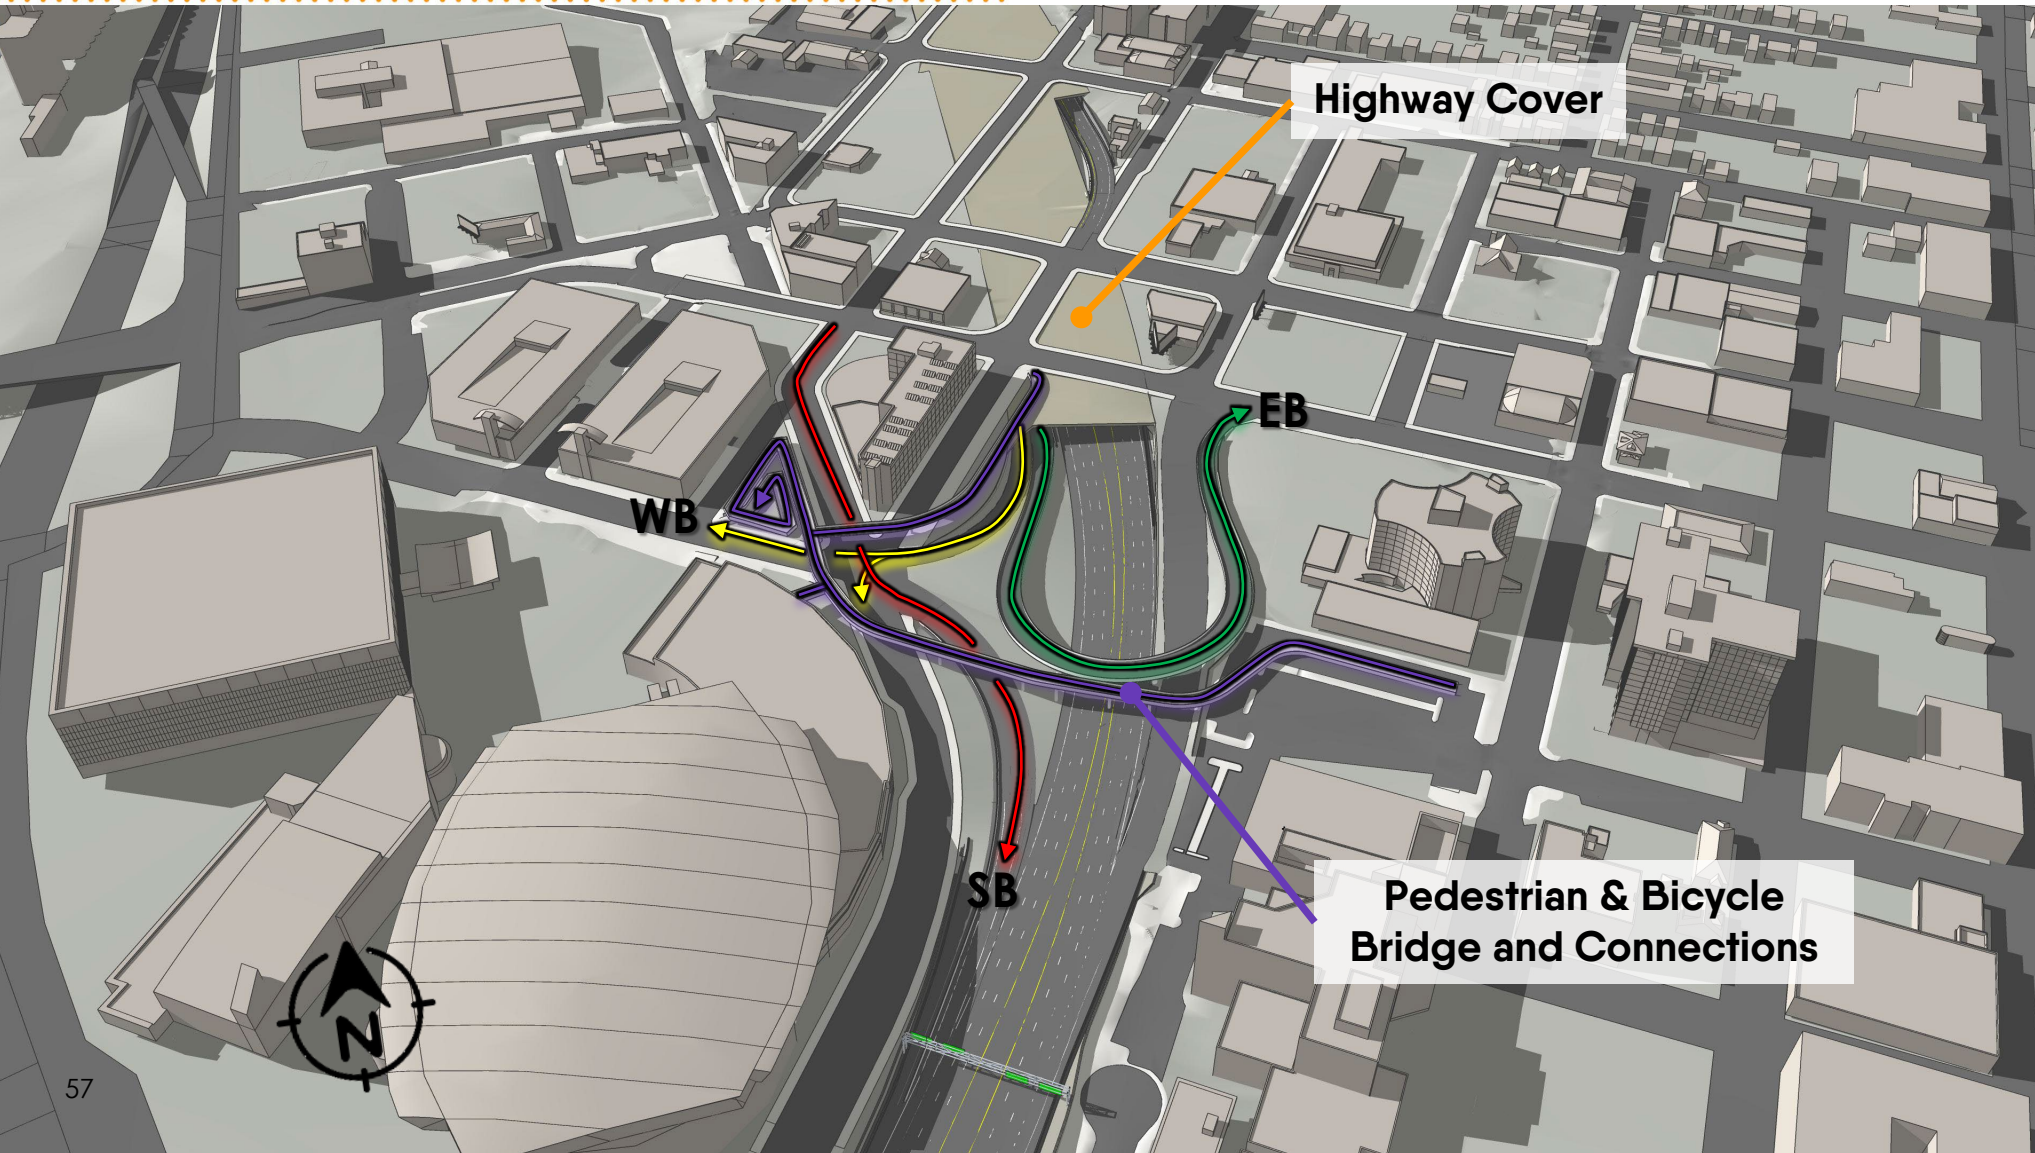 Highway Cover
EB
WB
SB
Pedestrian & Bicycle
Bridge and Connections
N
57